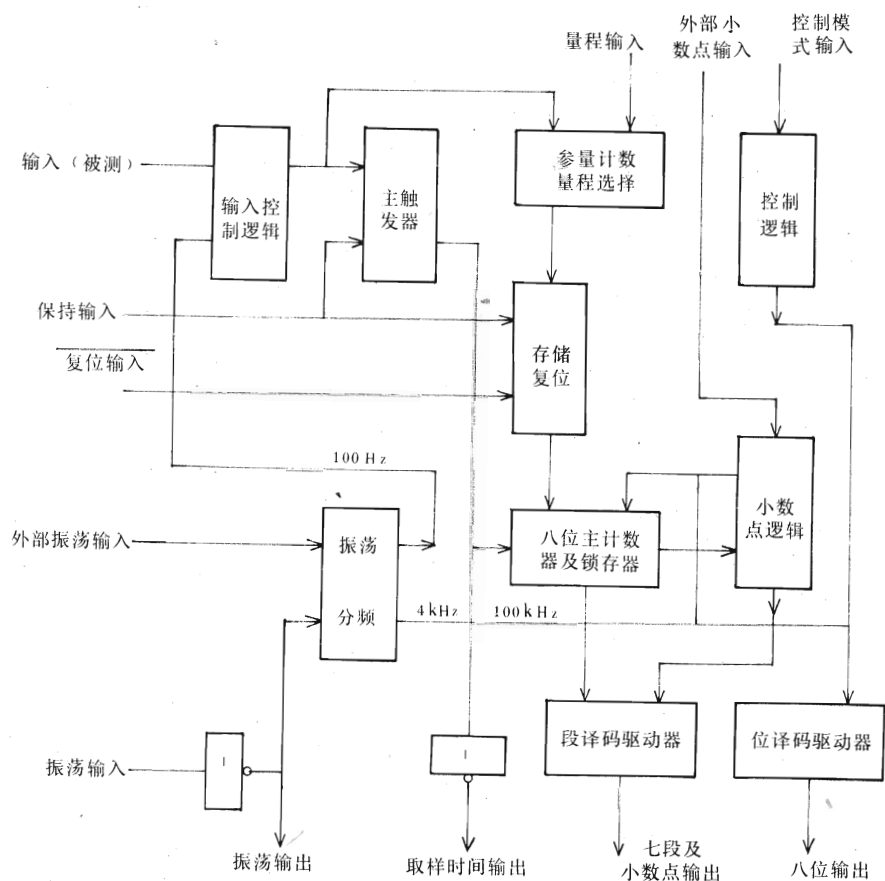 外部小
数点输入
控制模
式输入
量程输入
输入（被测）
输入控
制逻辑
主触
发器
参量计数
量程选择
控制
逻辑
保持输入
复位输入
存储
复位
100Hz
外部振荡输入
振荡
分频
八位主计数
器及锁存器
小数
点逻辑
4kHz
100kHz
段译码驱动器
位译码驱动器
振荡输入
1
1
振荡输出
取样时间输出
七段及
小数点输出
八位输出